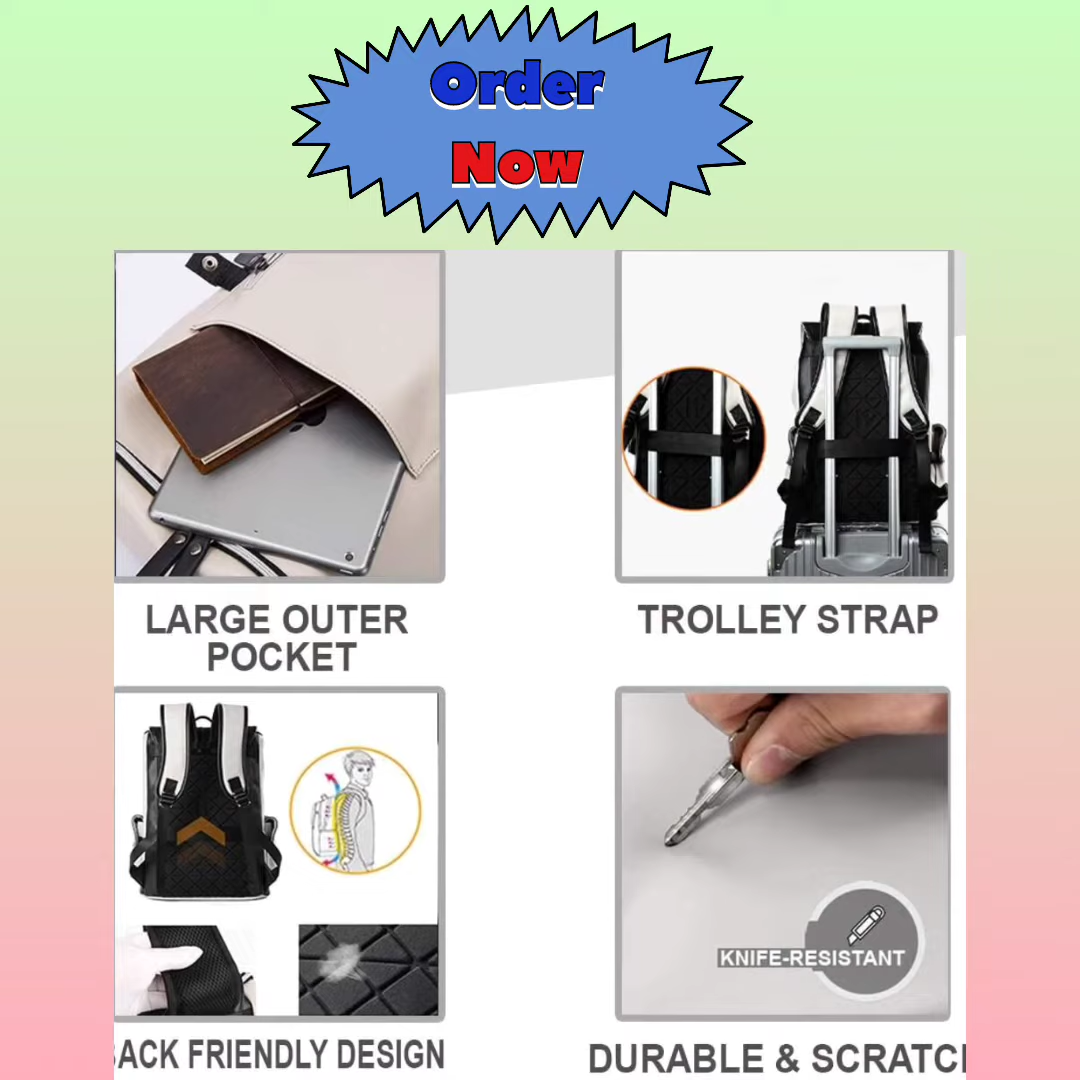 Order
Now
LARGE OUTER
POCKET
TROLLEY STRAP
KNIFE-RESISTANT
ACK FRIENDLY DESIGN
DURABLE & SCRATC